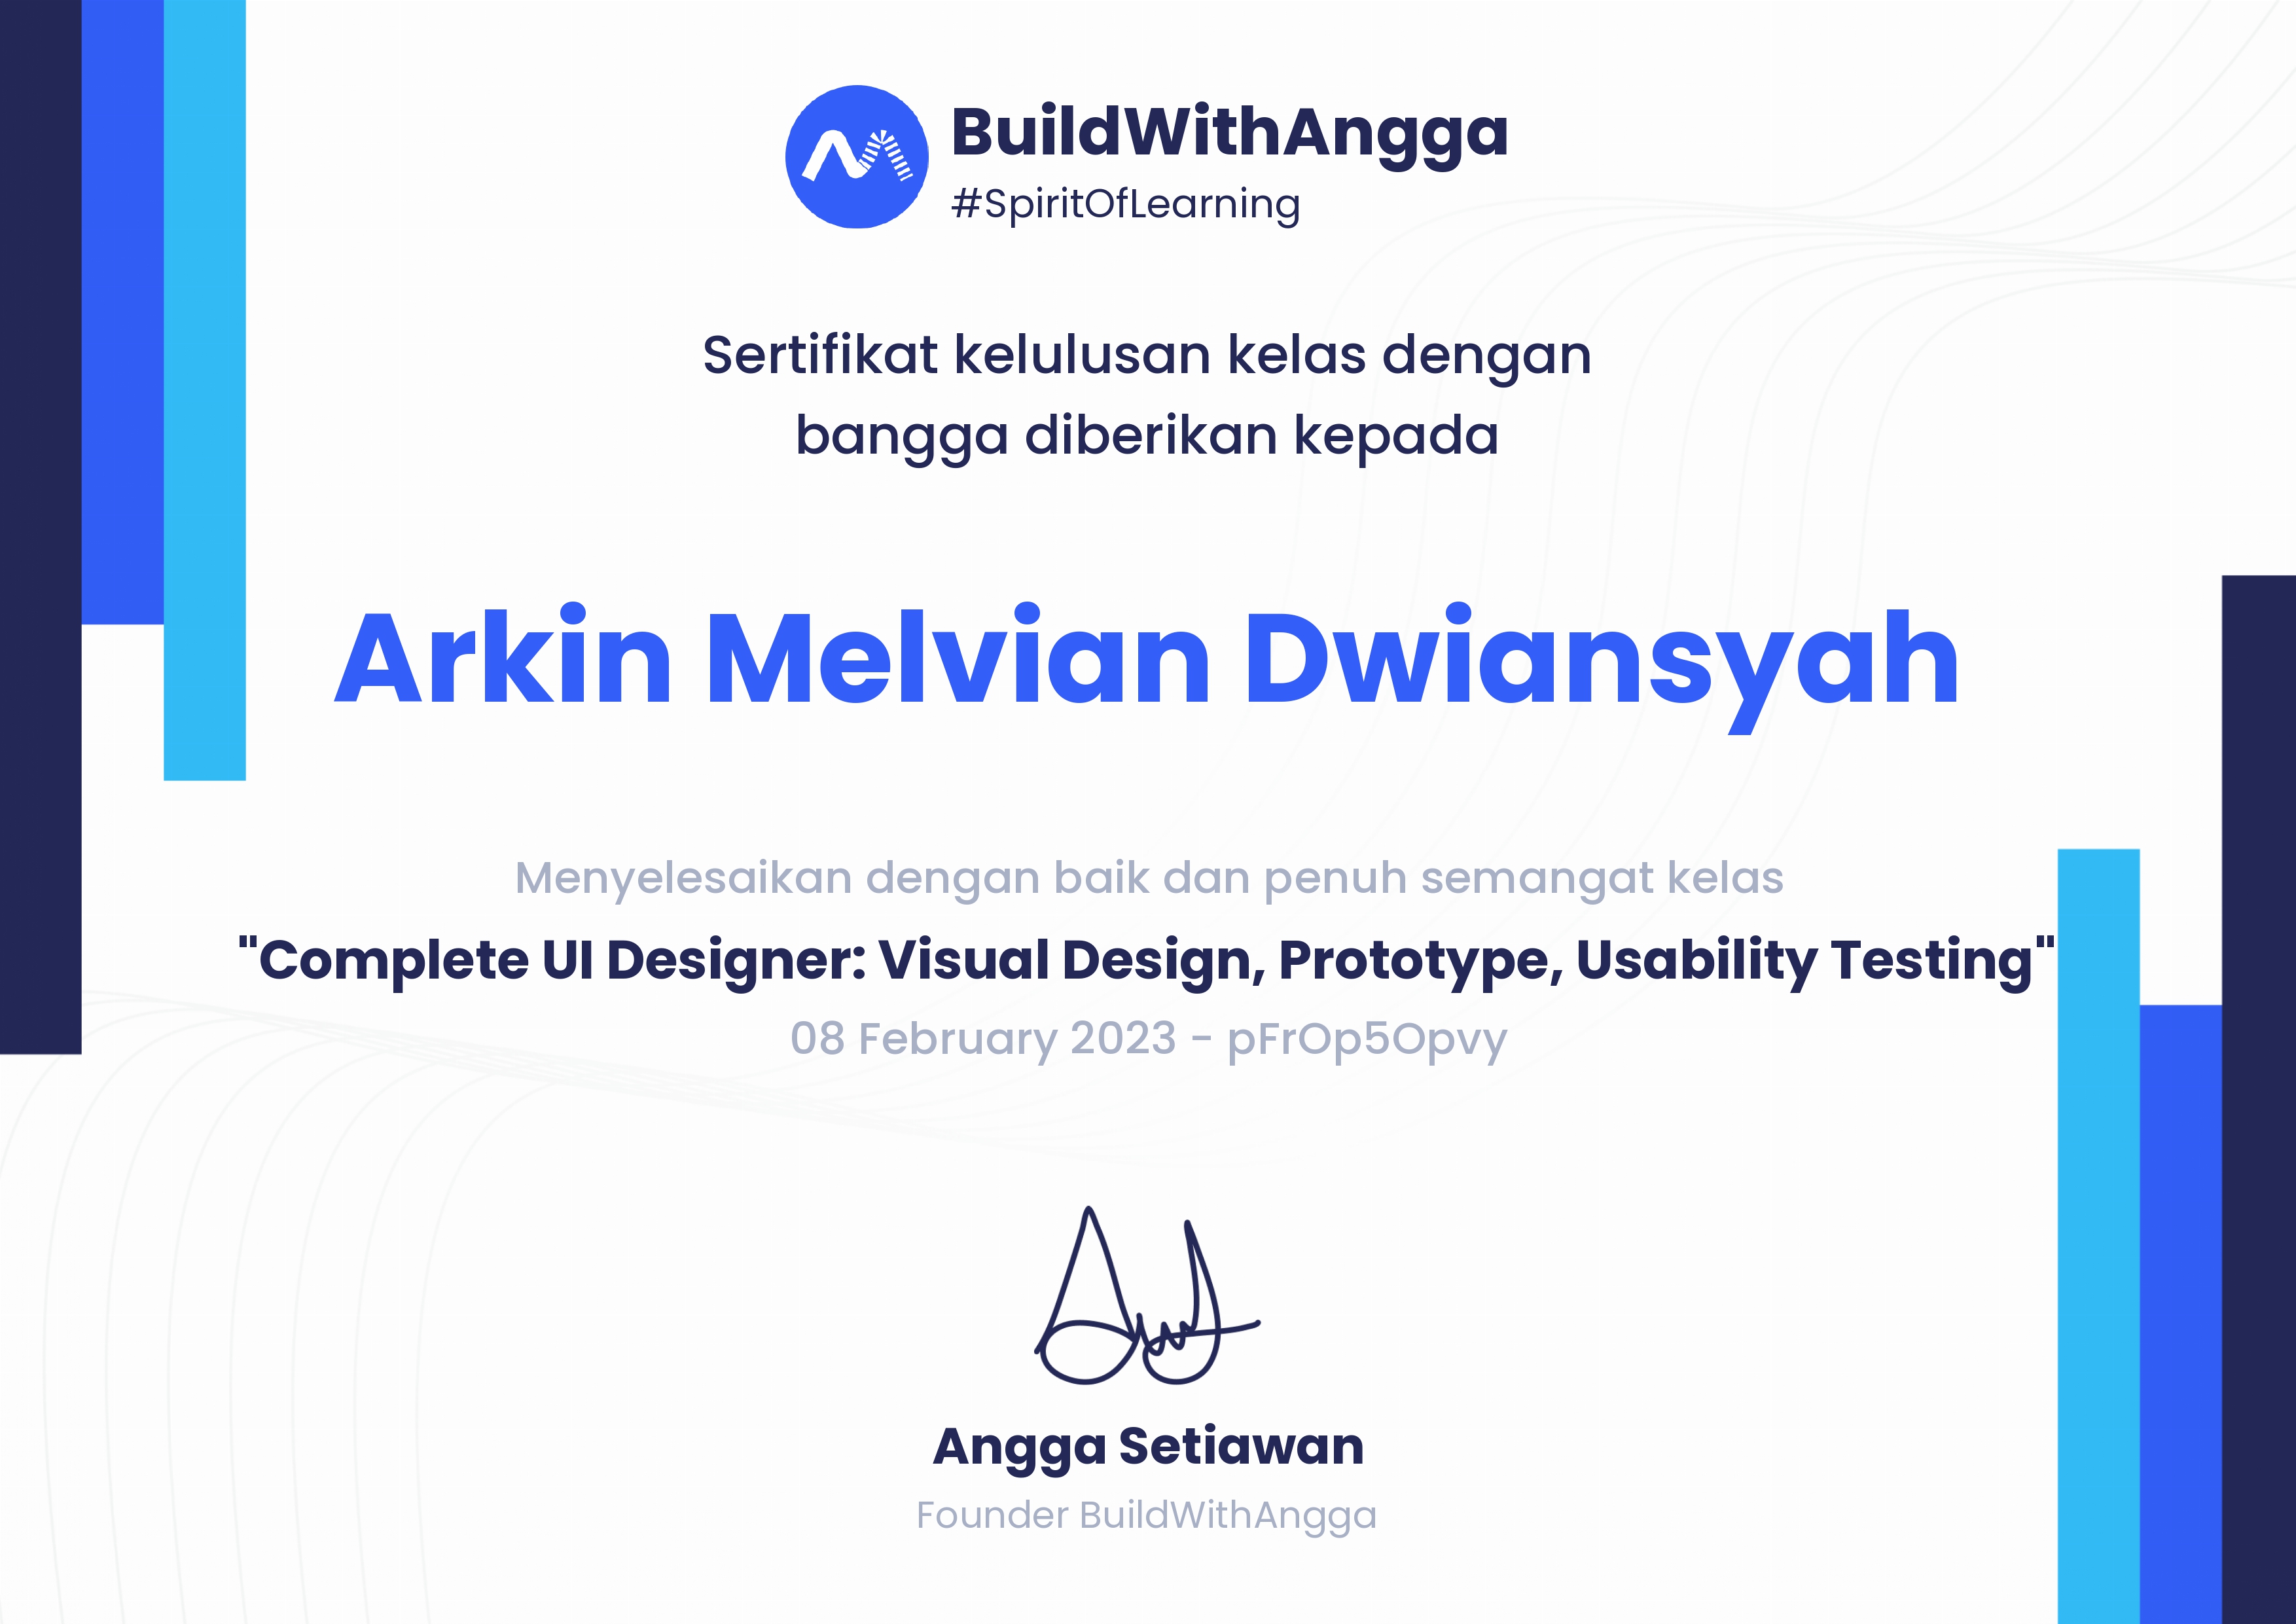 BuildWithAngga
#SpiritOfLearning
Sertifikat kelulusan kelas dengan
bangga diberikan kepada
Arkin Melvian Dwiansyah
Menyelesaikan dengan baik dan penuh semangat kelas
"Complete UI Designer: Visual Design, Prototype, Usability Testing"
08 February 2023 - pFrOp5Opvy
Angga Setiawan
Founder BuildWithAngga